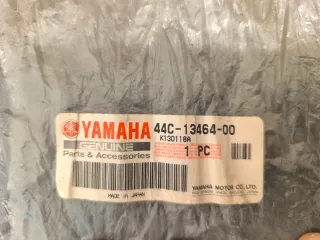 YAMAHA 44C-13464-00
GENUINE K130118A
Parts & Accessories 1 PC
MADE IN JAPAN
YAMAHA MOTOR CO.,LTD.